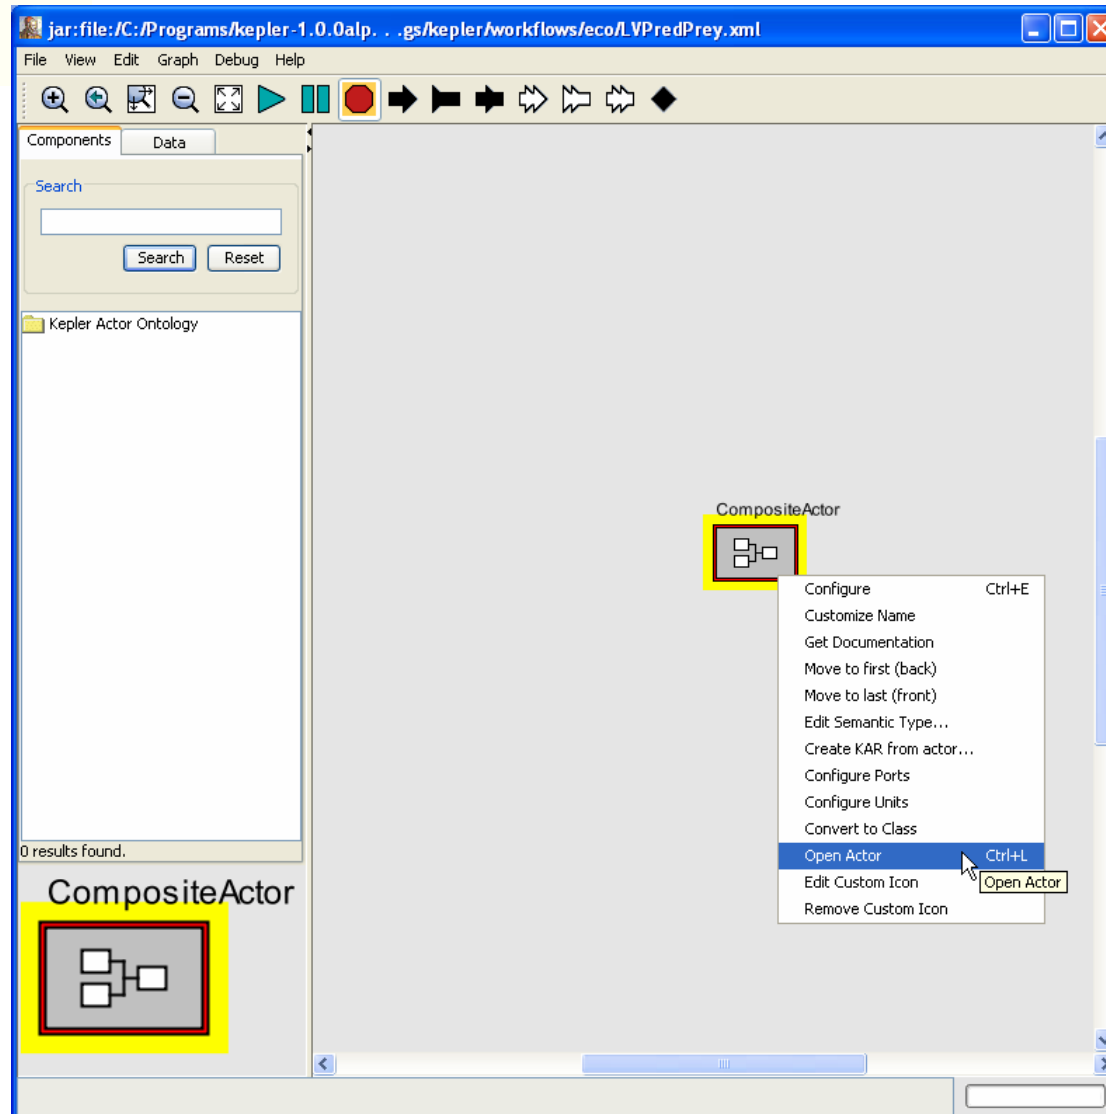 jar:file:/C:/Programs/kepler-1.0.0alp. . .gs/kepler/workflows/eco/LVPredPrey.xml
File View Edit Graph Debug Help
Components Data
Search
Search Reset
Kepler Actor Ontology
CompositeActor
Configure Ctrl+E
Customize Name
Get Documentation
Move to first (back)
Move to last (front)
Edit Semantic Type...
Create KAR from actor...
Configure Ports
Configure Units
Convert to Class
Open Actor Ctrl+L
Edit Custom Icon
Open Actor
Remove Custom Icon
0 results found.
CompositeActor